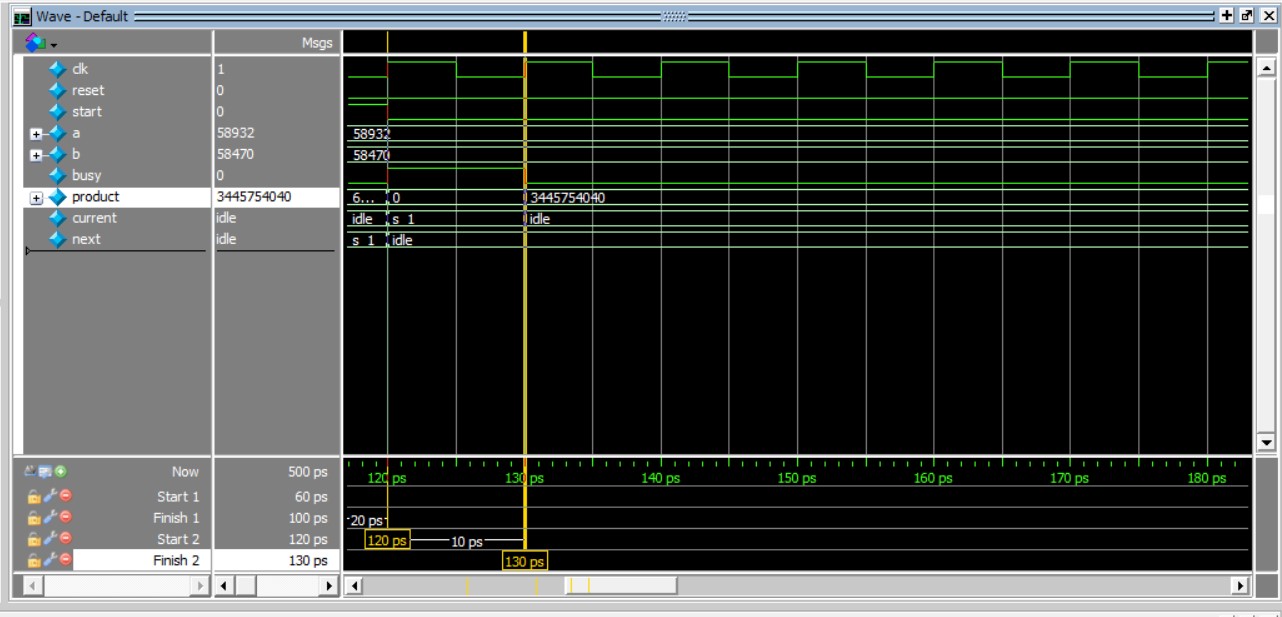 Wave - Default
Msgs
clk 1
reset 0
start 0
a 58932 58932
b 58470 58470
busy 0
product 3445754040 6... 0 3445754040
current idle idle s_1 idle
next idle s_1 idle
Now 500 ps 120 ps 130 ps 140 ps 150 ps 160 ps 170 ps 180 ps
Start 1 60 ps
Finish 1 100 ps 20 ps
Start 2 120 ps 120 ps 10 ps
Finish 2 130 ps 130 ps